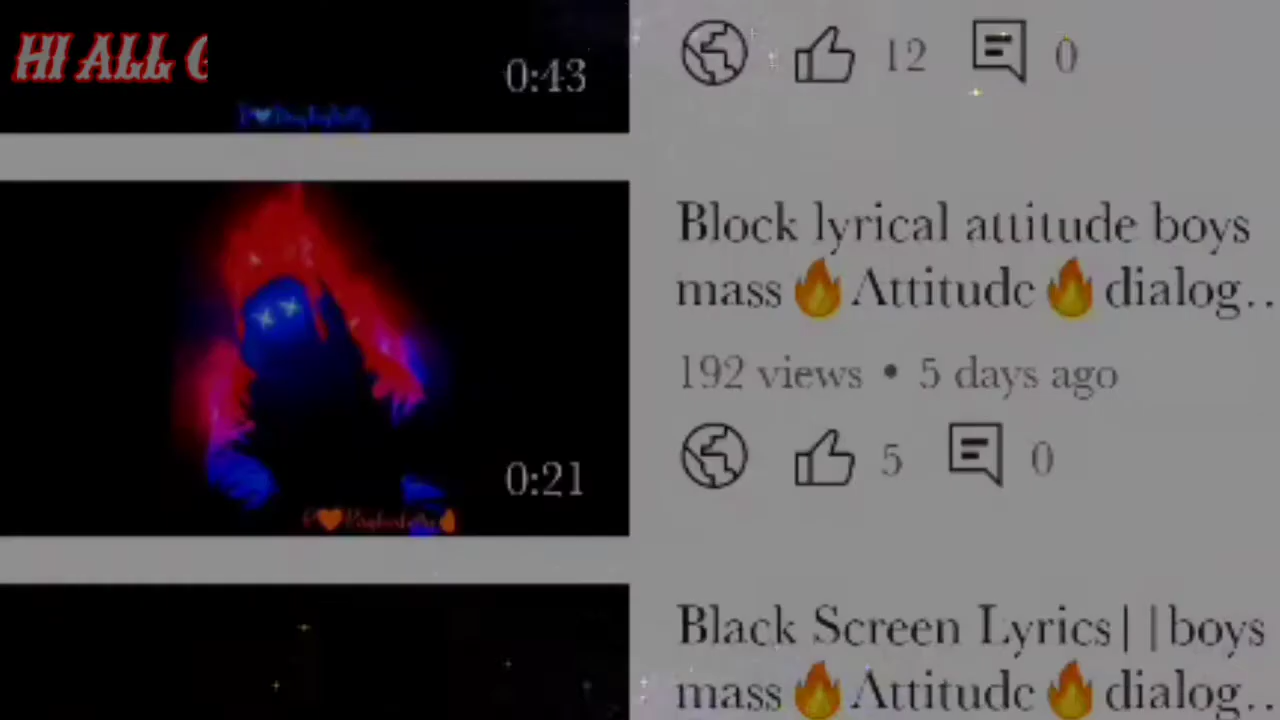 HI ALL
0:43
12
0
Block lyrical attitude boys
mass🔥Attitude🔥dialog..
192 views • 5 days ago
0:21
5
0
Black Screen Lyrics||boys
mass🔥Attitude🔥dialog..